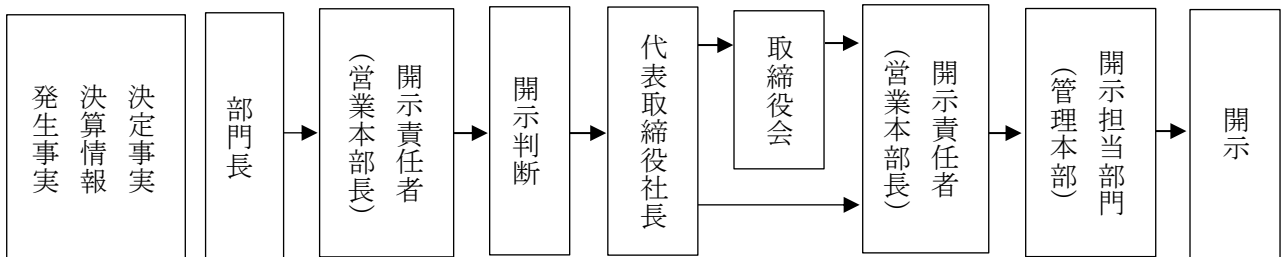 決定事実
決算情報
発生事実
部門長
開示責任者
(営業本部長)
開示判断
代表取締役社長
取締役会
開示責任者
(営業本部長)
開示担当部門
(管理本部)
開示